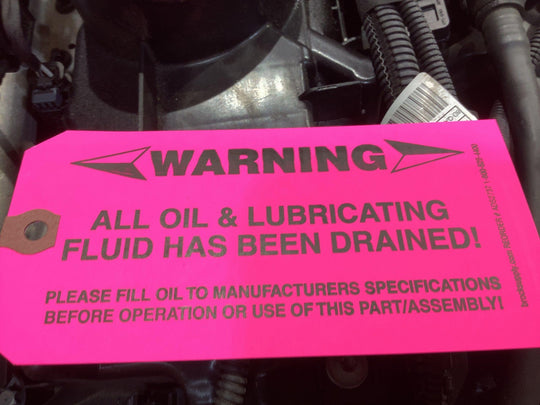 WARNING
ALL OIL & LUBRICATING
FLUID HAS BEEN DRAINED!
PLEASE FILL OIL TO MANUFACTURERS SPECIFICATIONS
BEFORE OPERATION OR USE OF THIS PART/ASSEMBLY!